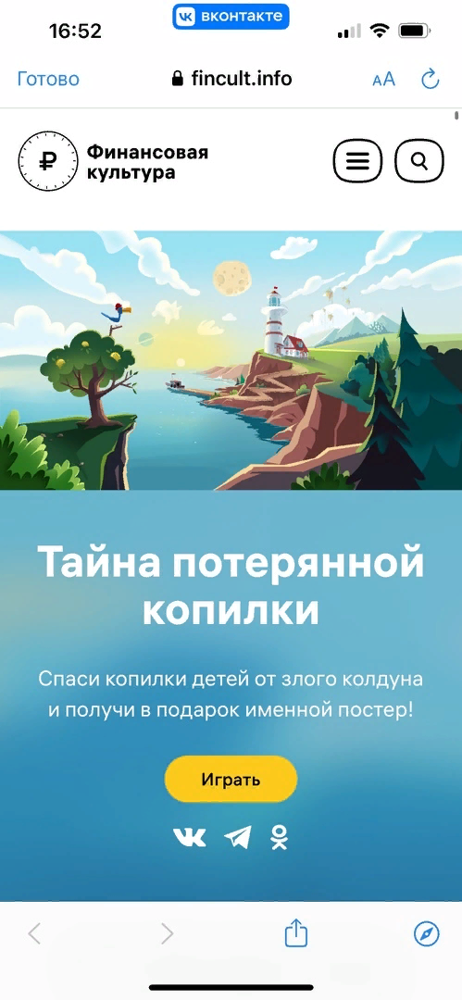 16:52
вконтакте
Готово
fincult.info
AA
Финансовая
культура
Тайна потерянной
копилки
Спаси копилки детей от злого колдуна
и получи в подарок именной постер!
Играть